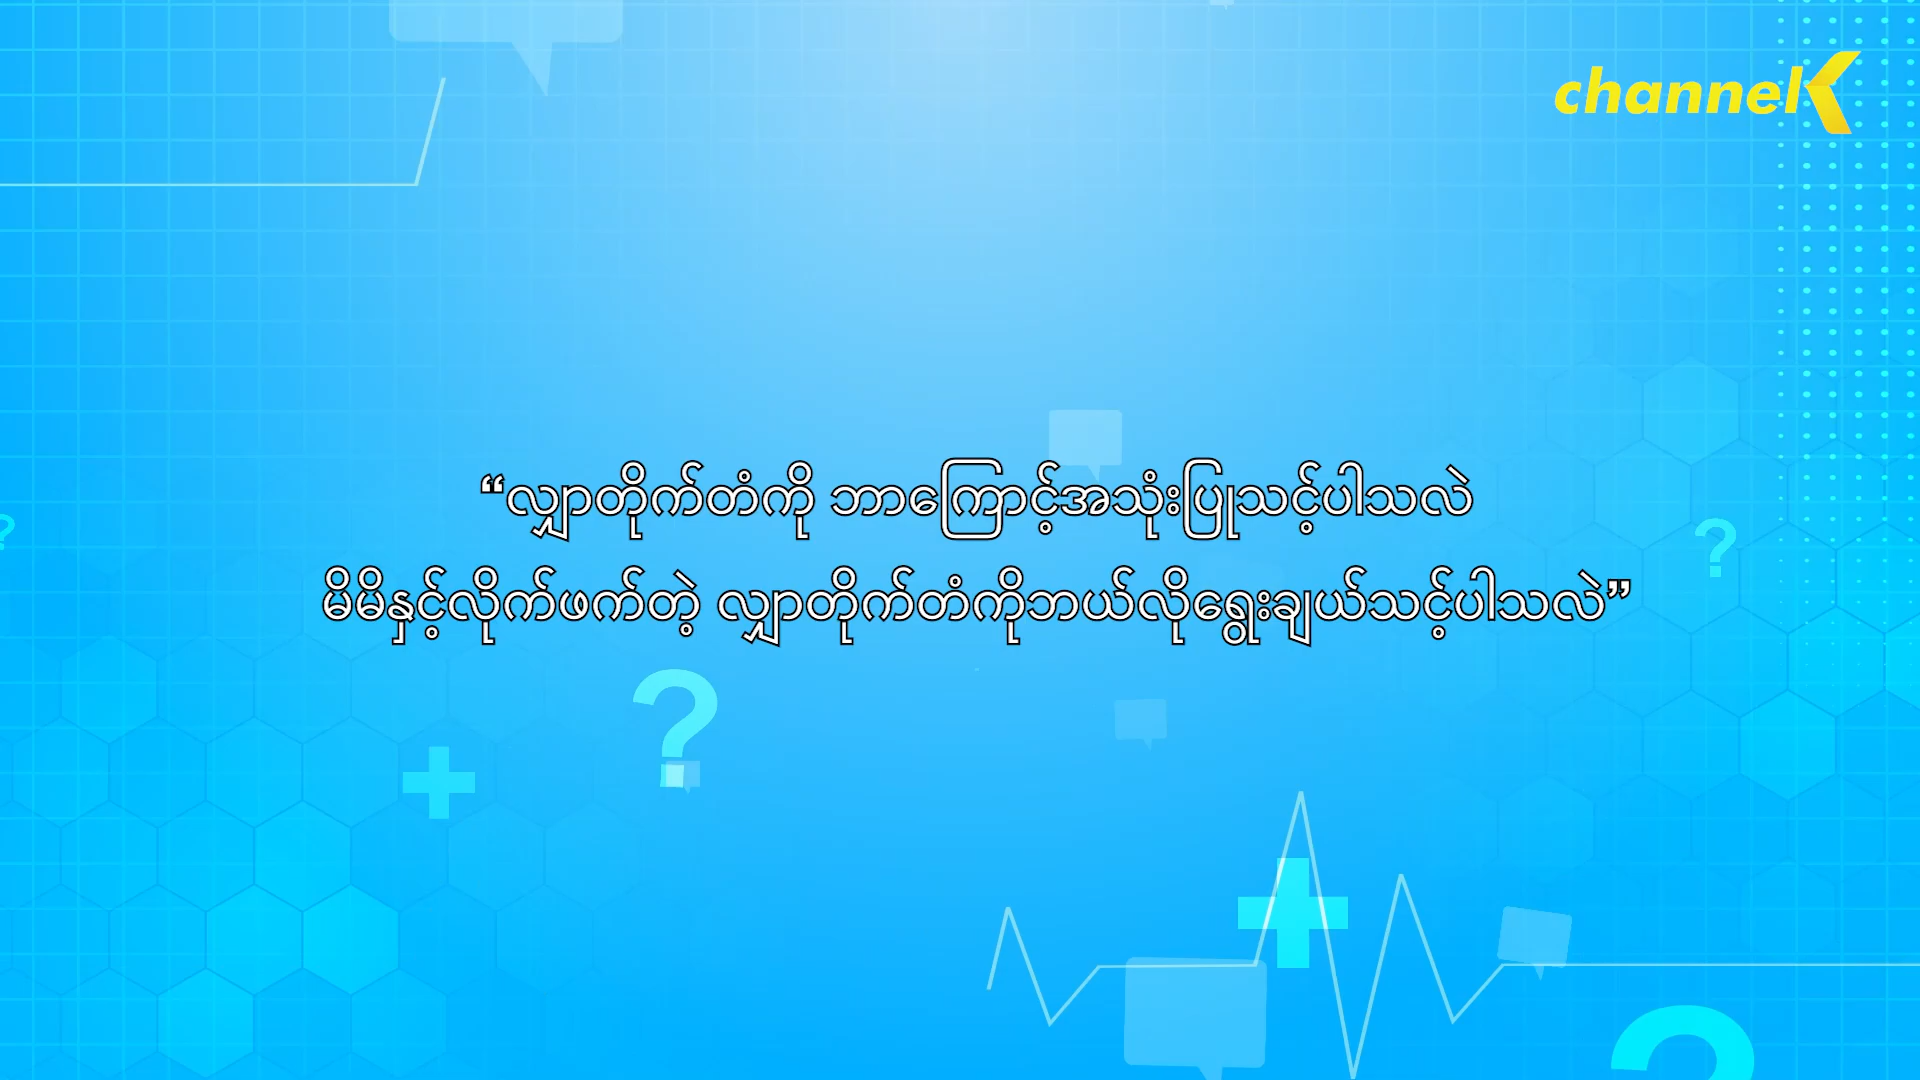 channelK
“လျှာတိုက်တံကို ဘာကြောင့်အသုံးပြုသင့်ပါသလဲ
မိမိနှင့်လိုက်ဖက်တဲ့ လျှာတိုက်တံကိုဘယ်လိုရွေးချယ်သင့်ပါသလဲ”